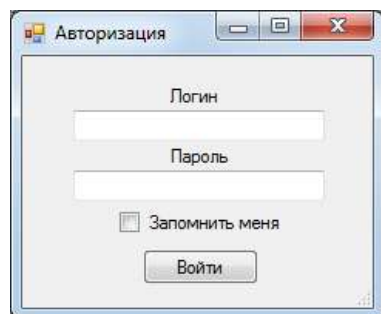 Авторизация
Логин
Пароль
Запомнить меня
Войти